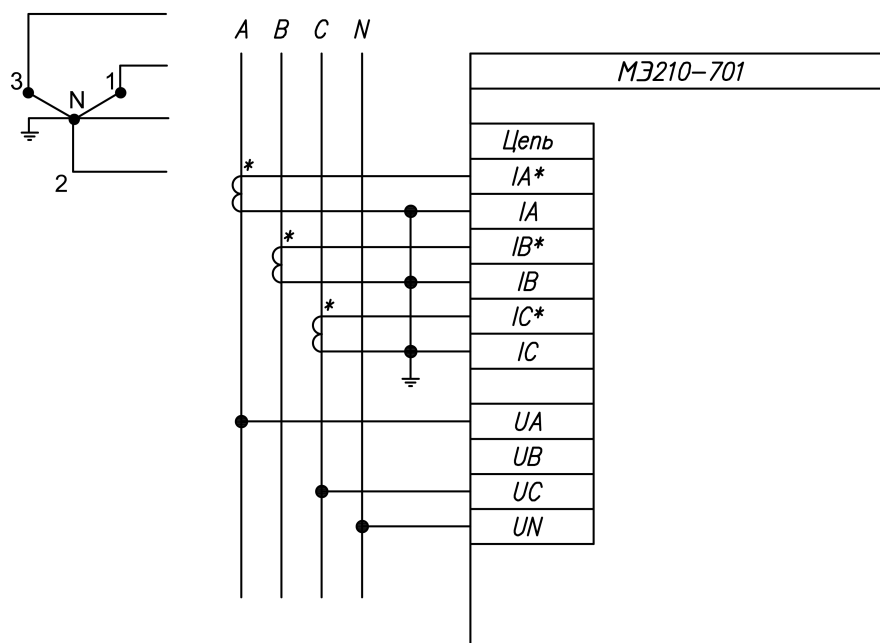 A B C N
МЭ210-701
3
1
N
2
Цепь
*
IA*
IA
*
IB*
IB
*
IC*
IC
UA
UB
UC
UN